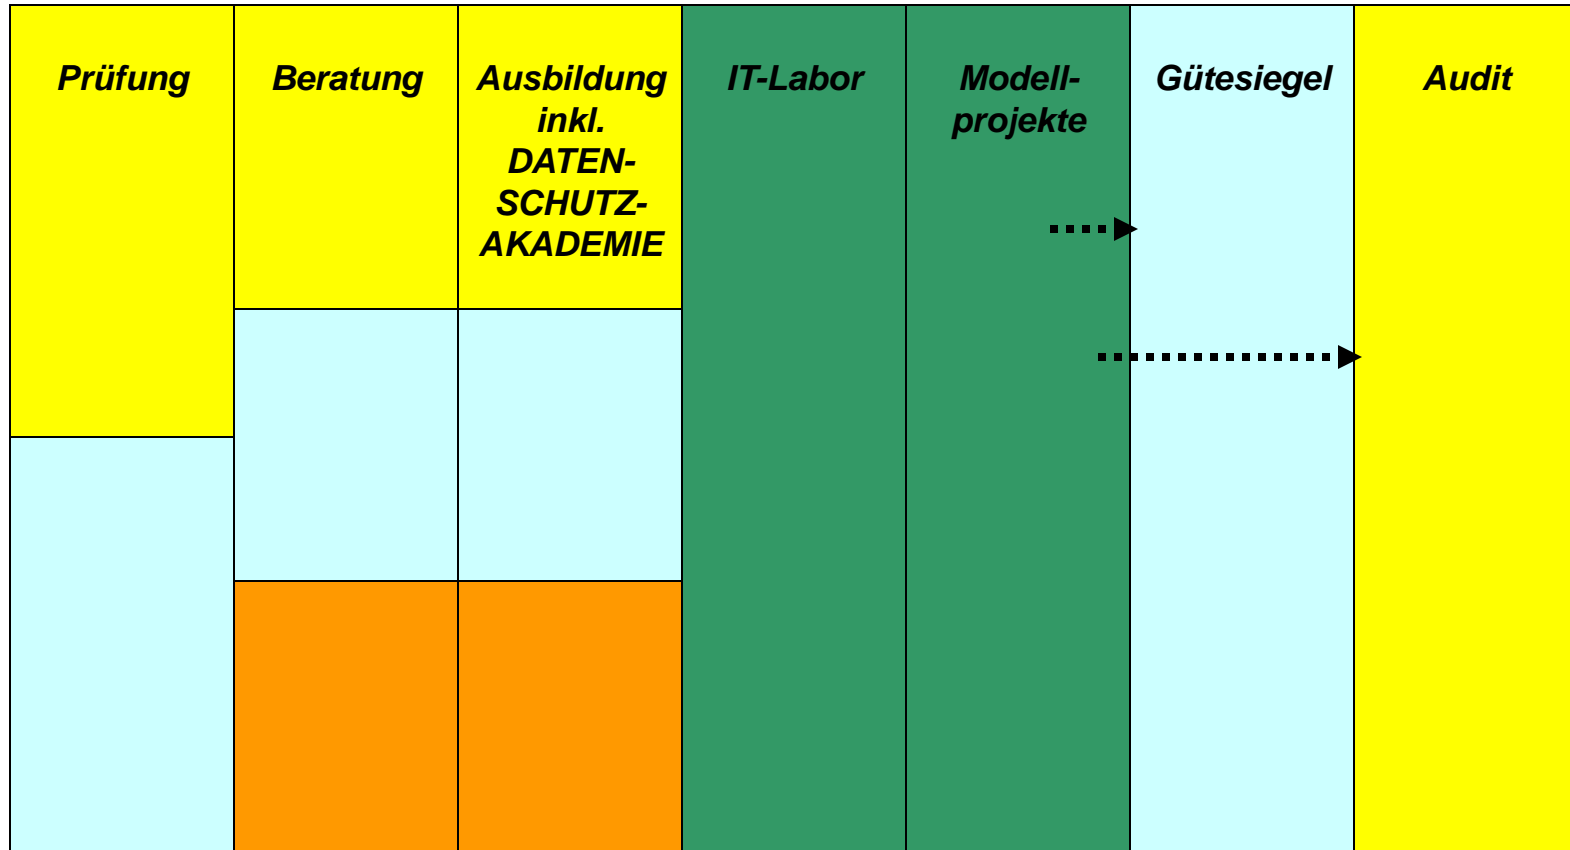 Prüfung
Beratung
Ausbildung
inkl.
DATEN-
SCHUTZ-
AKADEMIE
IT-Labor
Modell-
projekte
Gütesiegel
Audit